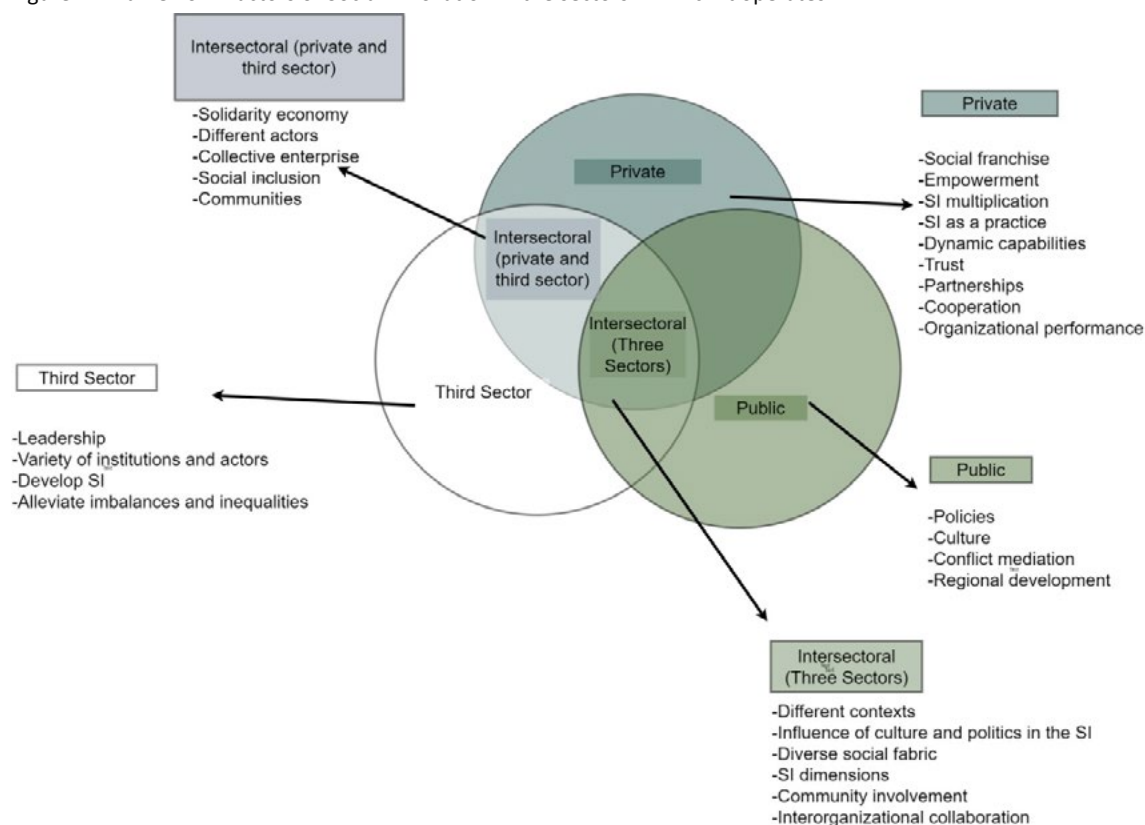 Intersectoral (private and
third sector)
-Solidarity economy
-Different actors
-Collective enterprise
-Social inclusion
-Communities
Private
-Social franchise
-Empowerment
-SI multiplication
-SI as a practice
-Dynamic capabilities
-Trust
-Partnerships
-Cooperation
-Organizational performance
Private
Intersectoral
(private and
third sector)
Intersectoral
(Three
Sectors)
Third Sector
Public
Third Sector
-Leadership
-Variety of institutions and actors
-Develop SI
-Alleviate imbalances and inequalities
Public
-Policies
-Culture
-Conflict mediation
-Regional development
Intersectoral
(Three Sectors)
-Different contexts
-Influence of culture and politics in the SI
-Diverse social fabric
-SI dimensions
-Community involvement
-Interorganizational collaboration